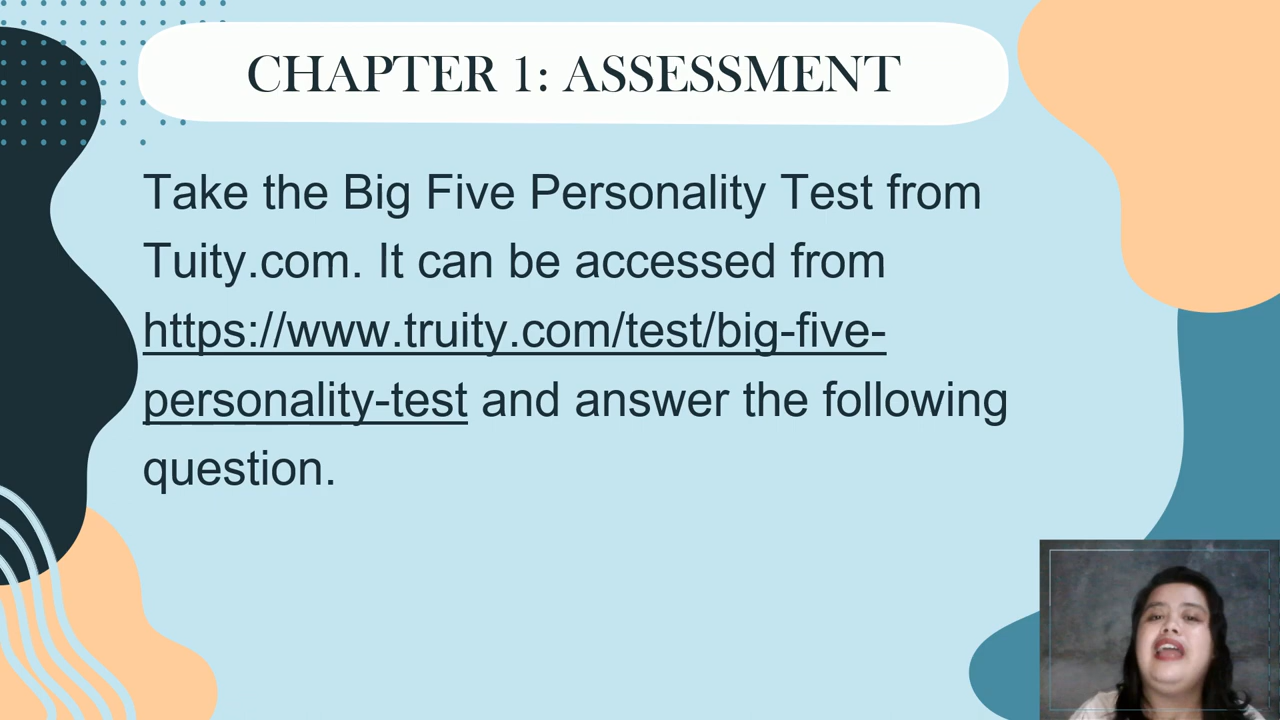 CHAPTER 1: ASSESSMENT
Take the Big Five Personality Test from
Tuity.com. It can be accessed from
https://www.truity.com/test/big-five-
personality-test and answer the following
question.